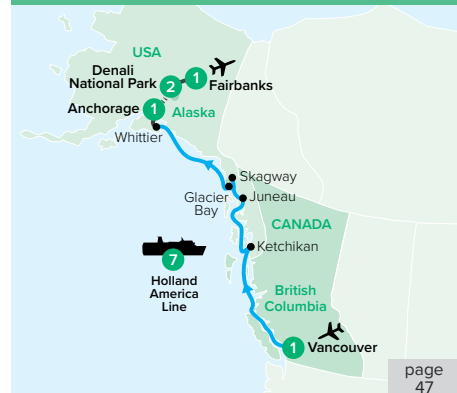 USA
Denali
National Park
2
1
Fairbanks
Anchorage
1
Alaska
Whittier
Skagway
Glacier
Bay
Juneau
CANADA
Ketchikan
7
Holland
America
Line
British
Columbia
1
Vancouver
page
47